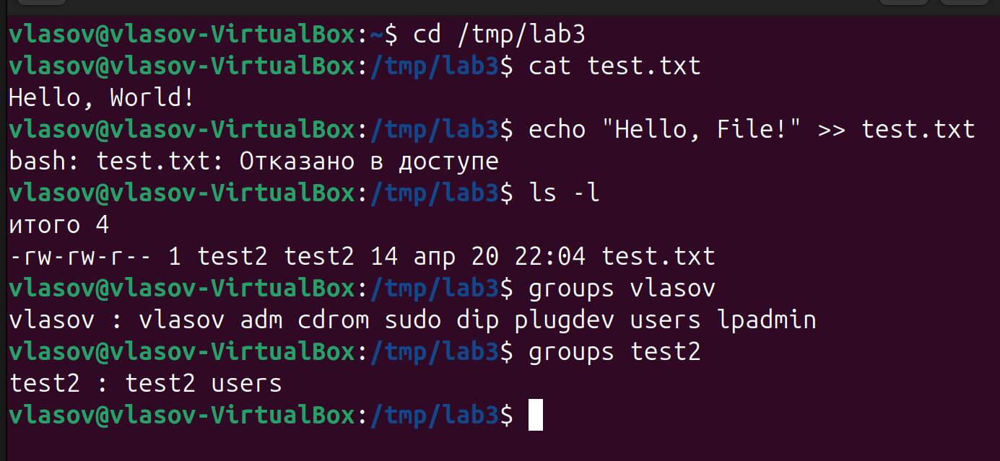 vlasov@vlasov-VirtualBox:~$ cd /tmp/lab3
vlasov@vlasov-VirtualBox:/tmp/lab3$ cat test.txt
Hello, World!
vlasov@vlasov-VirtualBox:/tmp/lab3$ echo "Hello, File!" >> test.txt
bash: test.txt: Отказано в доступе
vlasov@vlasov-VirtualBox:/tmp/lab3$ ls -l
итого 4
-rw-rw-r-- 1 test2 test2 14 апр 20 22:04 test.txt
vlasov@vlasov-VirtualBox:/tmp/lab3$ groups vlasov
vlasov : vlasov adm cdrom sudo dip plugdev users lpadmin
vlasov@vlasov-VirtualBox:/tmp/lab3$ groups test2
test2 : test2 users
vlasov@vlasov-VirtualBox:/tmp/lab3$